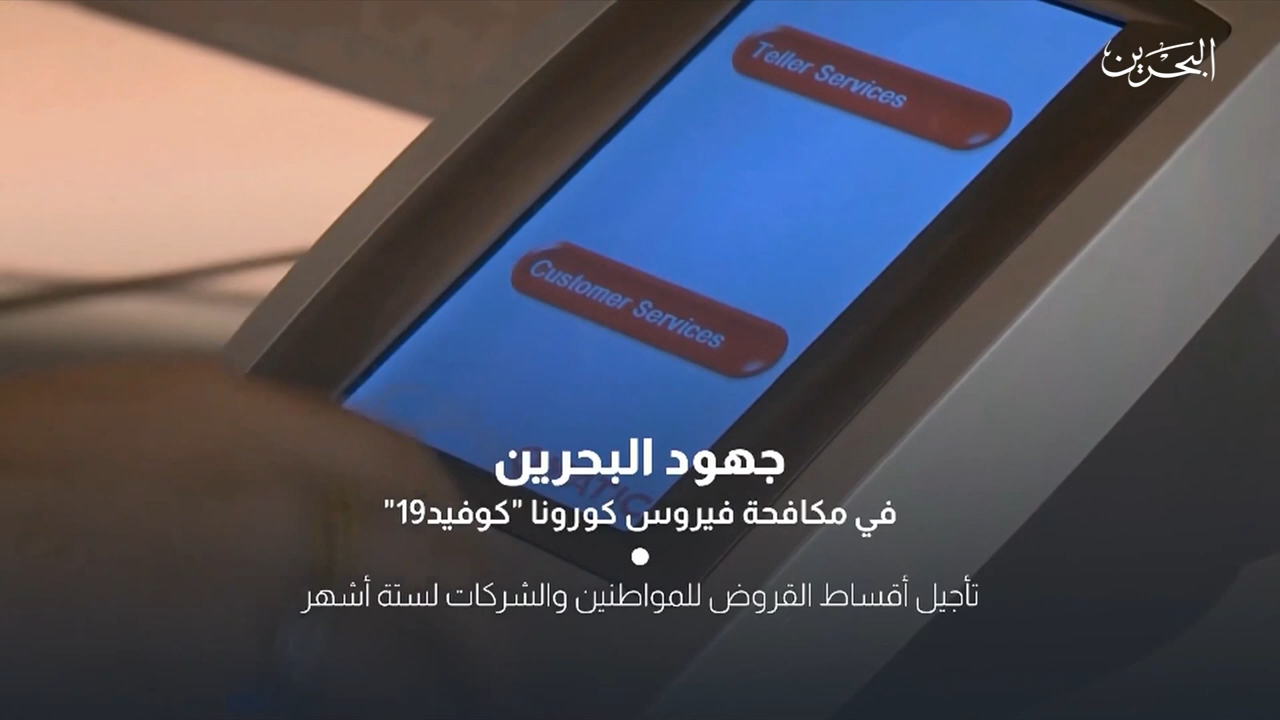 البحرين
Teller Services
Customer Services
جهود البحرين
في مكافحة فيروس كورونا "كوفيد19"
تأجيل أقساط القروض للمواطنين والشركات لستة أشهر